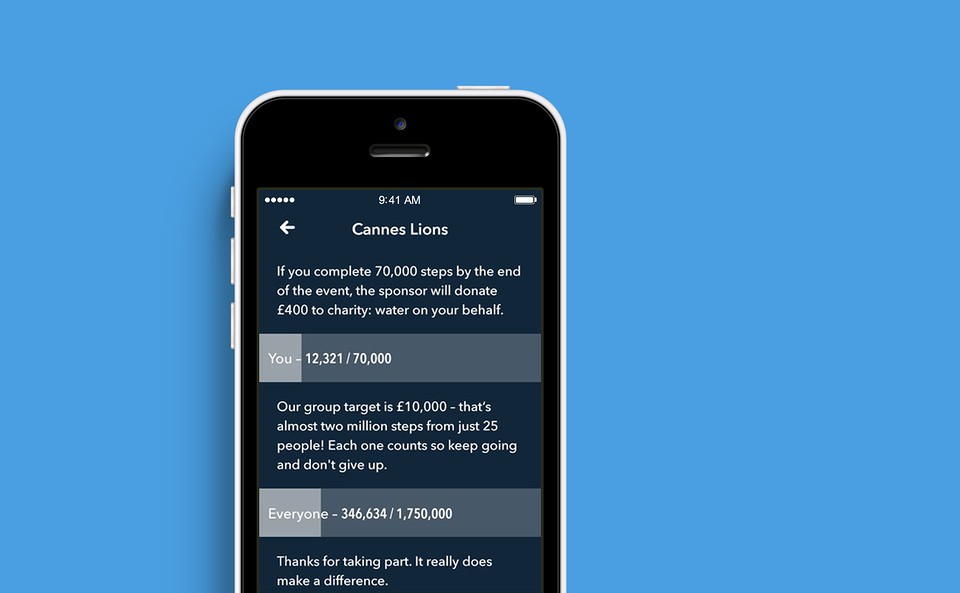 9:41 AM
Cannes Lions
If you complete 70,000 steps by the end
of the event, the sponsor will donate
£400 to charity: water on your behalf.
You – 12,321 / 70,000
Our group target is £10,000 – that’s
almost two million steps from just 25
people! Each one counts so keep going
and don't give up.
Everyone – 346,634 / 1,750,000
Thanks for taking part. It really does
make a difference.